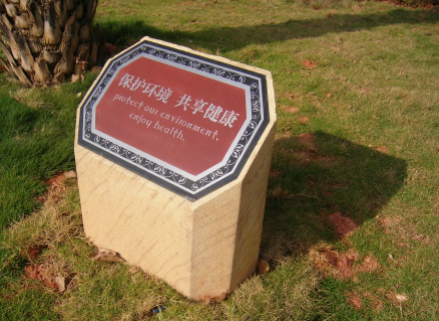 保护环境 共享健康
protect our environment,
enjoy health.